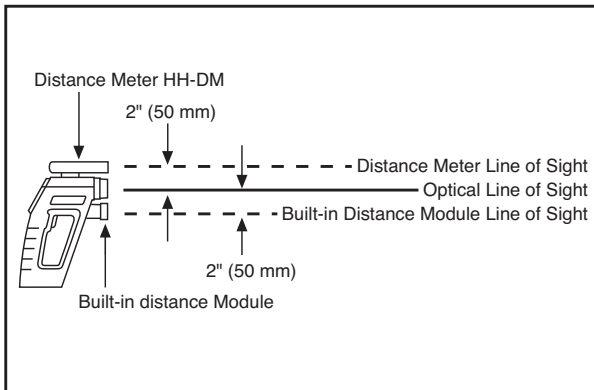 Distance Meter HH-DM
2" (50 mm)
Distance Meter Line of Sight
Optical Line of Sight
Built-in Distance Module Line of Sight
2" (50 mm)
Built-in distance Module